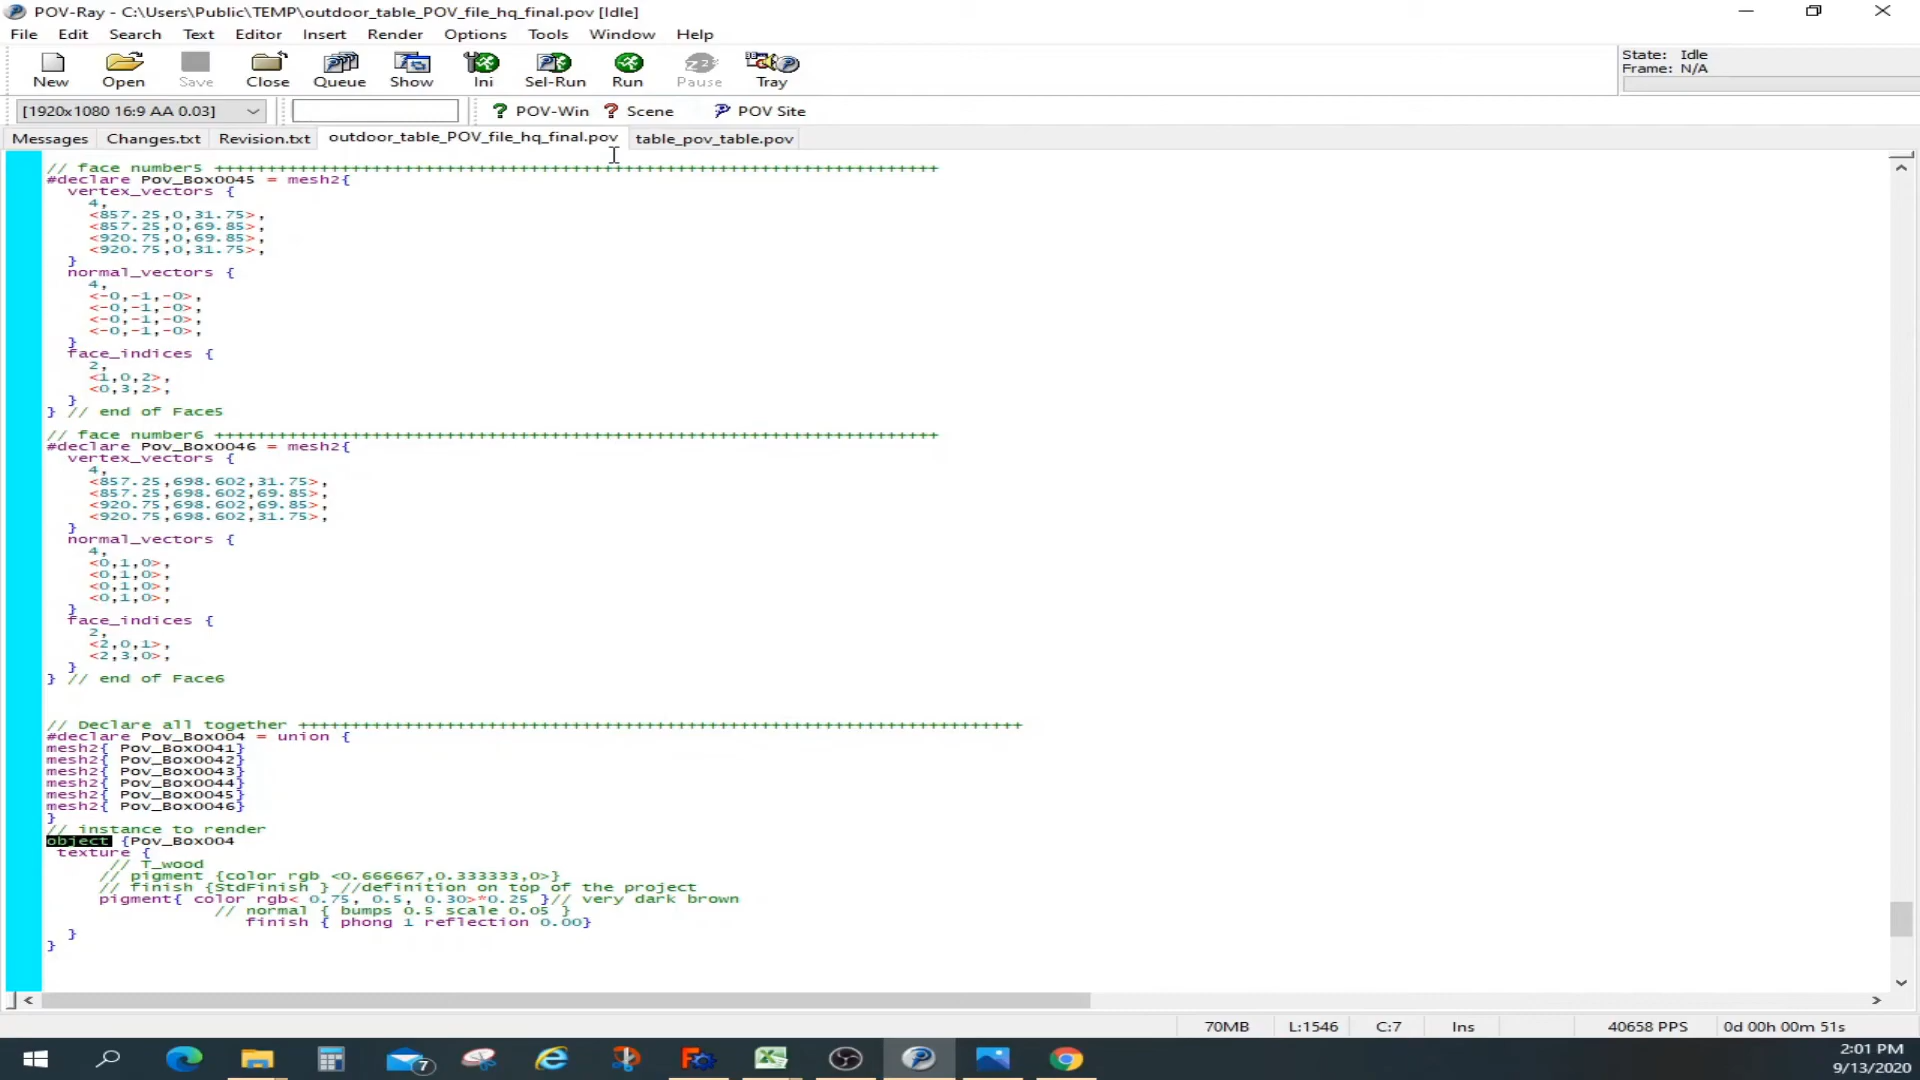 POV-Ray - C:\Users\Public\TEMP\outdoor_table_POV_file_hq_final.pov [Idle]
File Edit Search Text Editor Insert Render Options Tools Window Help
New Open Save Close Queue Show Ini Sel-Run Run Pause Tray
State: Idle
Frame: N/A
[1920x1080 16:9 AA 0.03] ? POV-Win ? Scene POV Site
Messages Changes.txt Revision.txt outdoor_table_POV_file_hq_final.pov table_pov_table.pov
// face number5 +++++++++++++++++++++++++++++++++++++++++++++++++++++++++++++++++++++
#declare Pov_Box0045 = mesh2{
vertex_vectors {
4,
<857.25,0,31.75>,
<857.25,0,69.85>,
<920.75,0,69.85>,
<920.75,0,31.75>,
}
normal_vectors {
4,
<-0,-1,-0>,
<-0,-1,-0>,
<-0,-1,-0>,
<-0,-1,-0>,
}
face_indices {
2,
<1,0,2>,
<0,3,2>,
}
} // end of Face5
// face number6 +++++++++++++++++++++++++++++++++++++++++++++++++++++++++++++++++++++
#declare Pov_Box0046 = mesh2{
vertex_vectors {
4,
<857.25,698.602,31.75>,
<857.25,698.602,69.85>,
<920.75,698.602,69.85>,
<920.75,698.602,31.75>,
}
normal_vectors {
4,
<0,1,0>,
<0,1,0>,
<0,1,0>,
<0,1,0>,
}
face_indices {
2,
<2,0,1>,
<2,3,0>,
}
} // end of Face6
// Declare all together +++++++++++++++++++++++++++++++++++++++++++++++++++++++++++++++++++++
#declare Pov_Box004 = union {
mesh2{ Pov_Box0041}
mesh2{ Pov_Box0042}
mesh2{ Pov_Box0043}
mesh2{ Pov_Box0044}
mesh2{ Pov_Box0045}
mesh2{ Pov_Box0046}
}
// instance to render
object {Pov_Box004
texture {
// T_wood
// pigment {color rgb <0.666667,0.333333,0>}
// finish {StdFinish } //definition on top of the project
pigment{ color rgb< 0.75, 0.5, 0.30>*0.25 }// very dark brown
// normal { bumps 0.5 scale 0.05 }
finish { phong 1 reflection 0.00}
}
}
70MB L:1546 C:7 Ins 40658 PPS 0d 00h 00m 51s
7
2:01 PM
9/13/2020